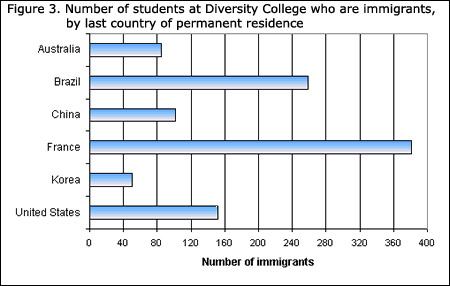 Figure 3. Number of students at Diversity College who are immigrants,
by last country of permanent residence
Australia
Brazil
China
France
Korea
United States
0 40 80 120 160 200 240 280 320 360 400
Number of immigrants